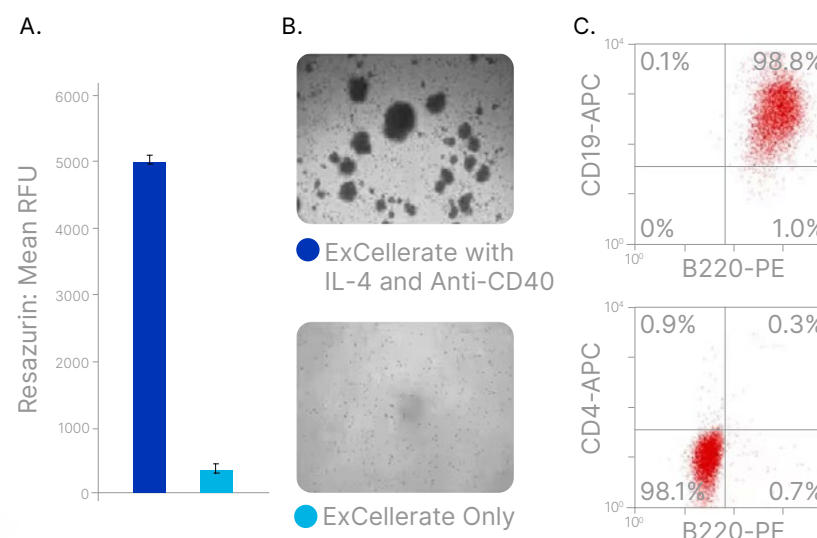 A.
Resazurin: Mean RFU
6000
5000
4000
3000
2000
1000
0
B.
ExCellerate with
IL-4 and Anti-CD40
ExCellerate Only
C.
CD19-APC
10⁴
0.1%
98.8%
0%
1.0%
10⁰
10⁰
B220-PE
CD4-APC
10⁴
0.9%
0.3%
98.1%
0.7%
10⁰
10⁰
B220-PE